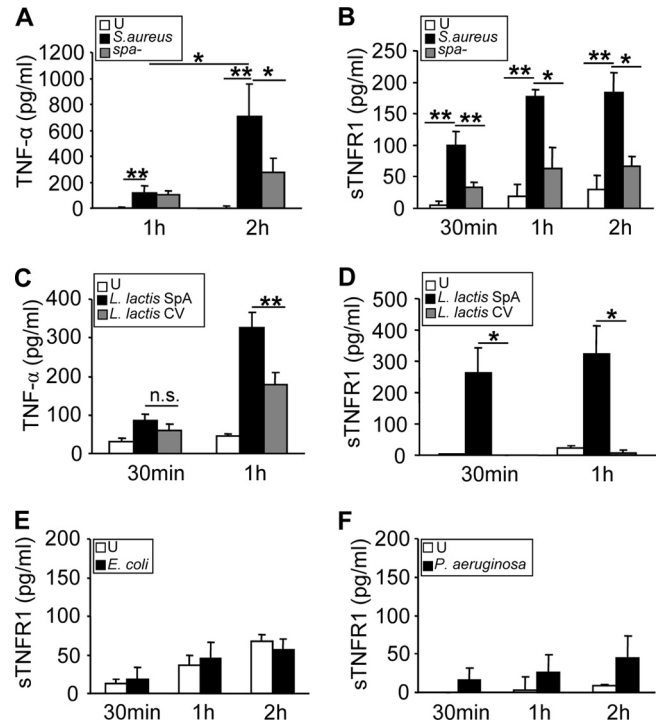 A
U
S.aureus
spa-
TNF-α (pg/ml)
1200
1000
800
600
400
200
0
**
**
*
*
1h
2h
B
U
S.aureus
spa-
sTNFR1 (pg/ml)
250
200
150
100
50
0
**
**
**
*
**
*
30min
1h
2h
C
U
L. lactis SpA
L. lactis CV
TNF-α (pg/ml)
400
300
200
100
0
n.s.
**
30min
1h
D
U
L. lactis SpA
L. lactis CV
sTNFR1 (pg/ml)
500
400
300
200
100
0
*
*
30min
1h
E
U
E. coli
sTNFR1 (pg/ml)
200
150
100
50
0
30min
1h
2h
F
U
P. aeruginosa
sTNFR1 (pg/ml)
200
150
100
50
0
30min
1h
2h